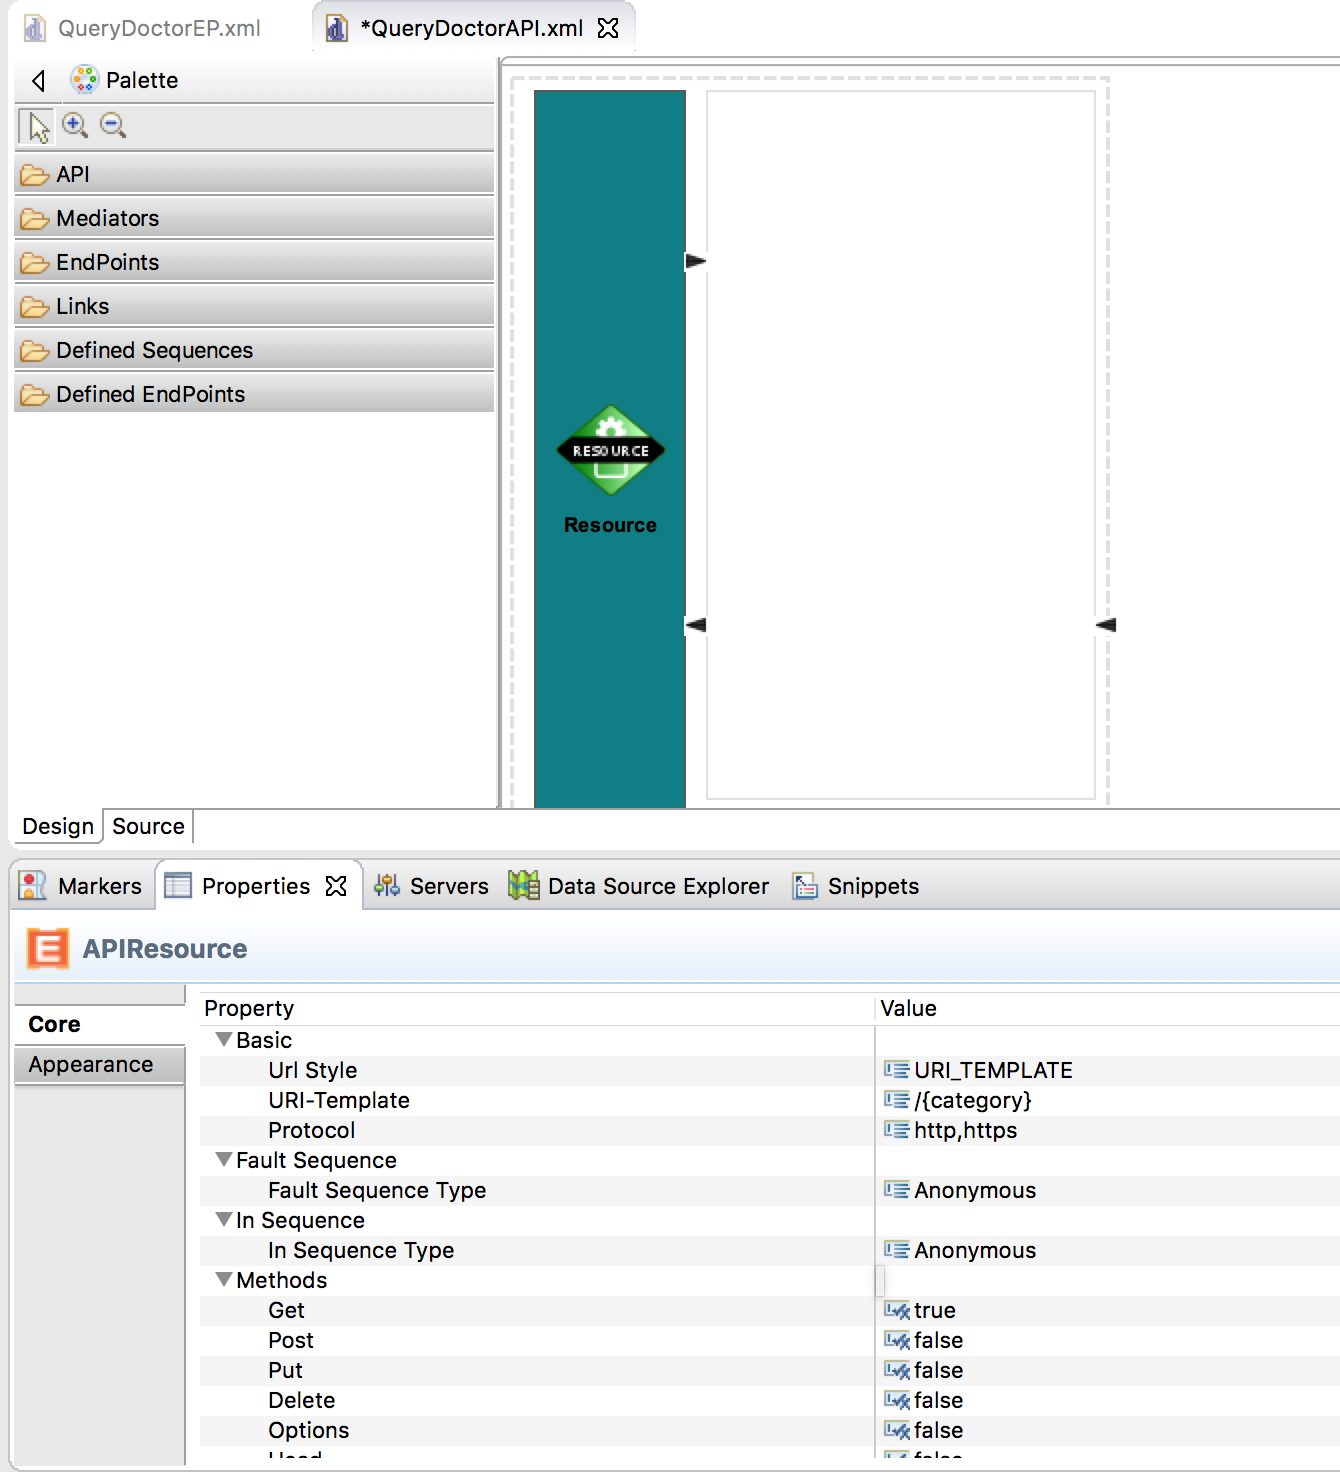 QueryDoctorEP.xml *QueryDoctorAPI.xml
Palette
API
Mediators
EndPoints
Links
Defined Sequences
Defined EndPoints
RESOURCE
Resource
Design Source
Markers Properties Servers Data Source Explorer Snippets
APIResource
Property Value
Core
Basic
Appearance
Url Style URI_TEMPLATE
URI-Template /{category}
Protocol http,https
Fault Sequence
Fault Sequence Type Anonymous
In Sequence
In Sequence Type Anonymous
Methods
Get true
Post false
Put false
Delete false
Options false